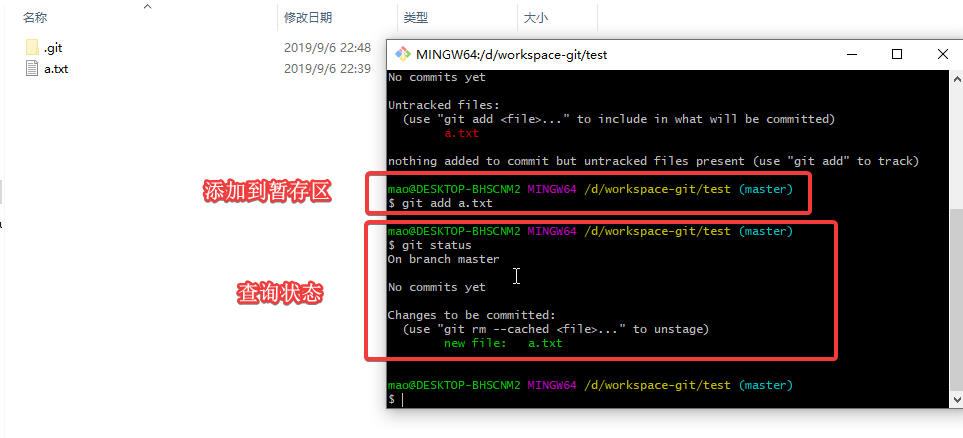 名称 修改日期 类型 大小
.git 2019/9/6 22:48
a.txt 2019/9/6 22:39
MINGW64:/d/workspace-git/test
No commits yet
Untracked files:
(use "git add <file>..." to include in what will be committed)
a.txt
nothing added to commit but untracked files present (use "git add" to track)
添加到暂存区
mao@DESKTOP-BHSCNM2 MINGW64 /d/workspace-git/test (master)
$ git add a.txt
mao@DESKTOP-BHSCNM2 MINGW64 /d/workspace-git/test (master)
$ git status
On branch master
查询状态
No commits yet
Changes to be committed:
(use "git rm --cached <file>..." to unstage)
new file:   a.txt
mao@DESKTOP-BHSCNM2 MINGW64 /d/workspace-git/test (master)
$